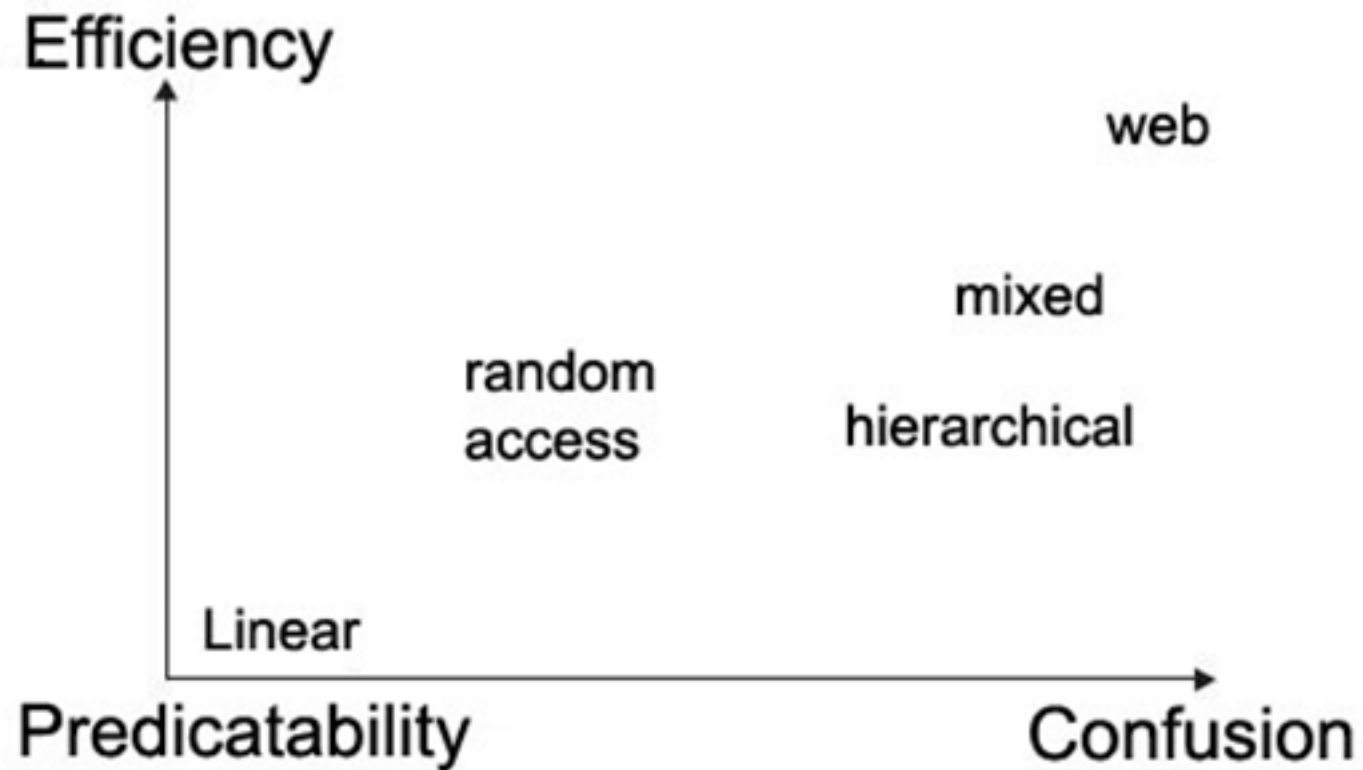 Efficiency
web
mixed
random
access
hierarchical
Linear
Predicatability
Confusion